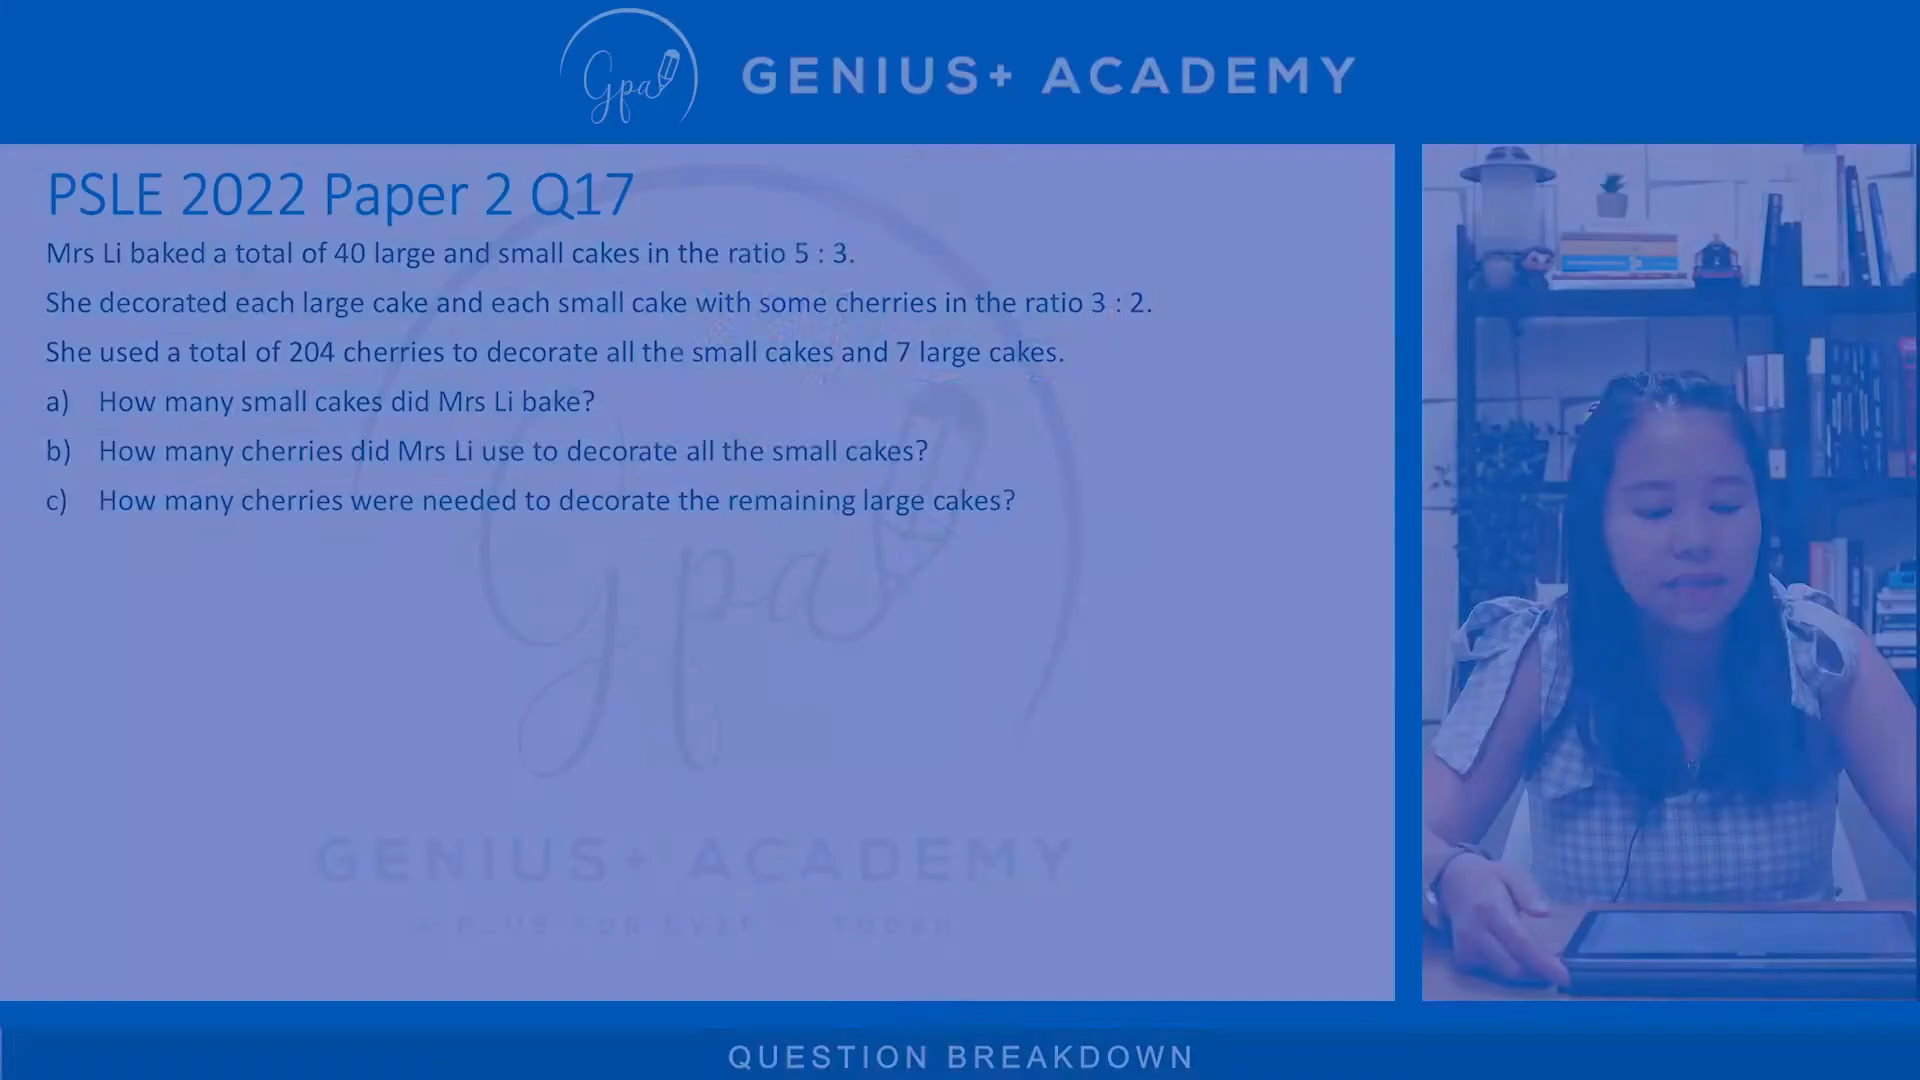 Gpa
GENIUS+ ACADEMY
PSLE 2022 Paper 2 Q17
Mrs Li baked a total of 40 large and small cakes in the ratio 5 : 3.
She decorated each large cake and each small cake with some cherries in the ratio 3 : 2.
She used a total of 204 cherries to decorate all the small cakes and 7 large cakes.
a) How many small cakes did Mrs Li bake?
b) How many cherries did Mrs Li use to decorate all the small cakes?
c) How many cherries were needed to decorate the remaining large cakes?
gpa
GENIUS+ ACADEMY
QUESTION BREAKDOWN